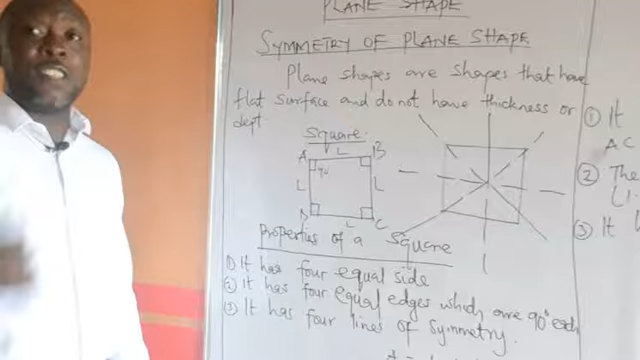 PLANE SHAPE
SYMMETRY OF PLANE SHAPE
Plane shapes are shapes that have
flat surface and do not have thickness or
dept
Square
A L B
90
L L
D L C
Properties of a Square
① It has four equal side
② It has four equal edges which are 90° each
③ It has four lines of symmetry.
① It
AC
② The
③ It